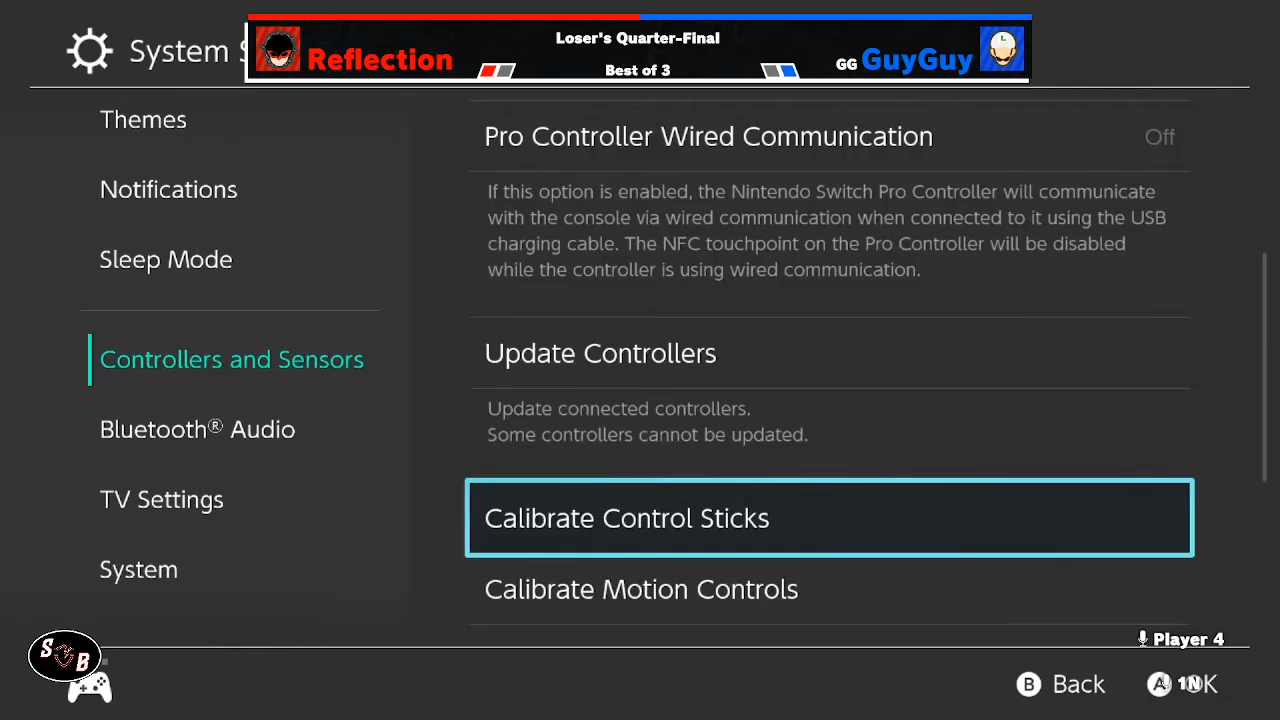 System
Reflection
Loser's Quarter-Final
Best of 3
GG GuyGuy
Themes
Notifications
Sleep Mode
Controllers and Sensors
Bluetooth® Audio
TV Settings
System
Pro Controller Wired Communication
Off
If this option is enabled, the Nintendo Switch Pro Controller will communicate
with the console via wired communication when connected to it using the USB
charging cable. The NFC touchpoint on the Pro Controller will be disabled
while the controller is using wired communication.
Update Controllers
Update connected controllers.
Some controllers cannot be updated.
Calibrate Control Sticks
Calibrate Motion Controls
Player 4
S B
B Back
A OK
1N